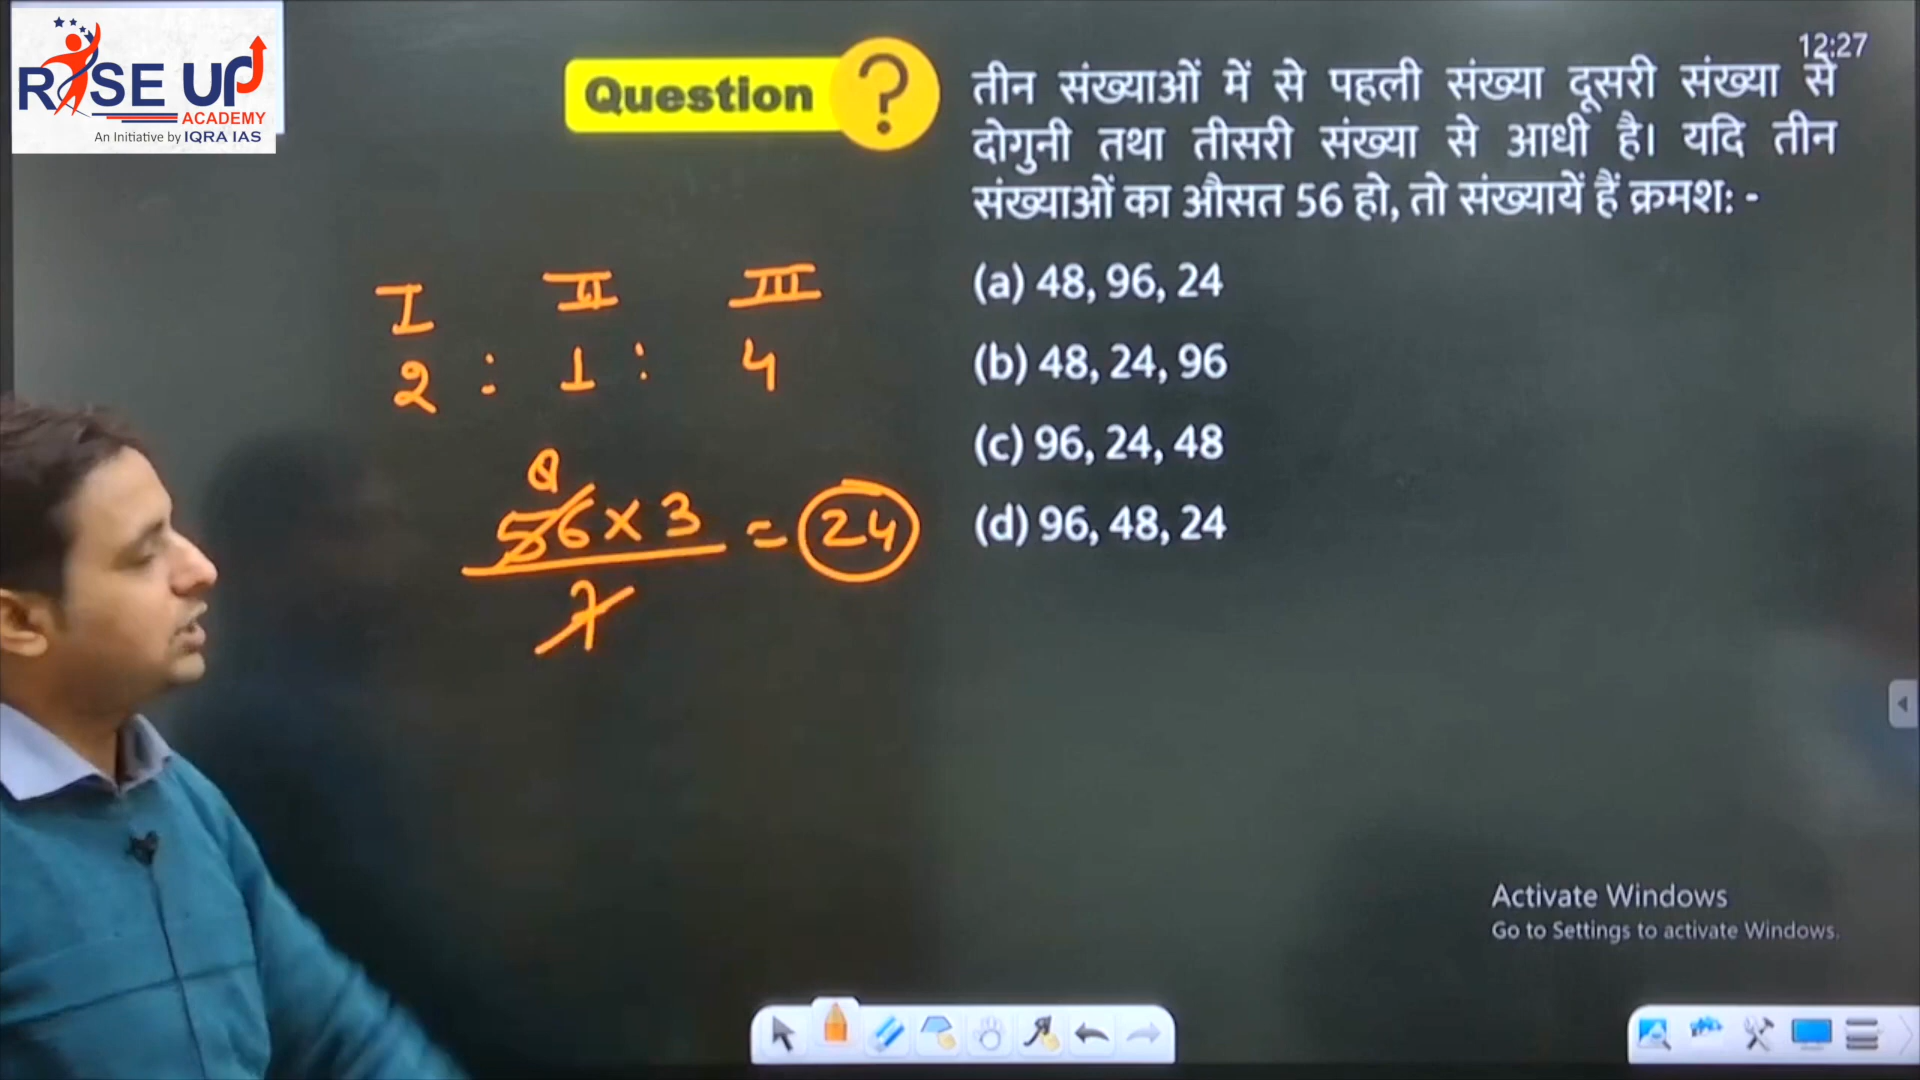 RISE UP
ACADEMY
An Initiative by IQRA IAS
12:27
Question ?
तीन संख्याओं में से पहली संख्या दूसरी संख्या से
दोगुनी तथा तीसरी संख्या से आधी है। यदि तीन
संख्याओं का औसत 56 हो, तो संख्यायें हैं क्रमश: -
(a) 48, 96, 24
(b) 48, 24, 96
(c) 96, 24, 48
(d) 96, 48, 24
I II III
2 : 1 : 4
8
56 x 3 = 24
7
Activate Windows
Go to Settings to activate Windows.